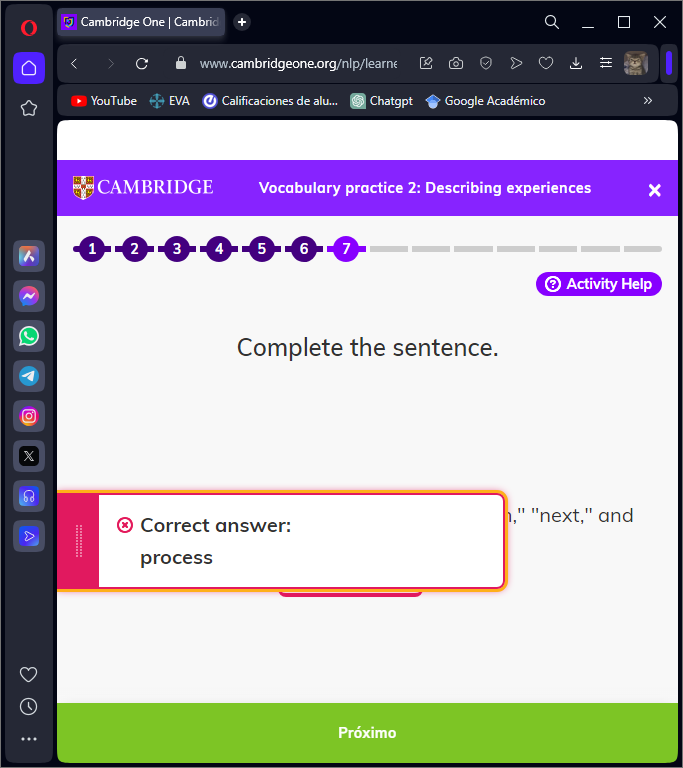 Cambridge One | Cambrid
www.cambridgeone.org/nlp/learne
YouTube EVA Calificaciones de alu... Chatgpt Google Académico »
CAMBRIDGE Vocabulary practice 2: Describing experiences
1 2 3 4 5 6 7
Activity Help
Complete the sentence.
," "next," and
Correct answer:
process
Próximo